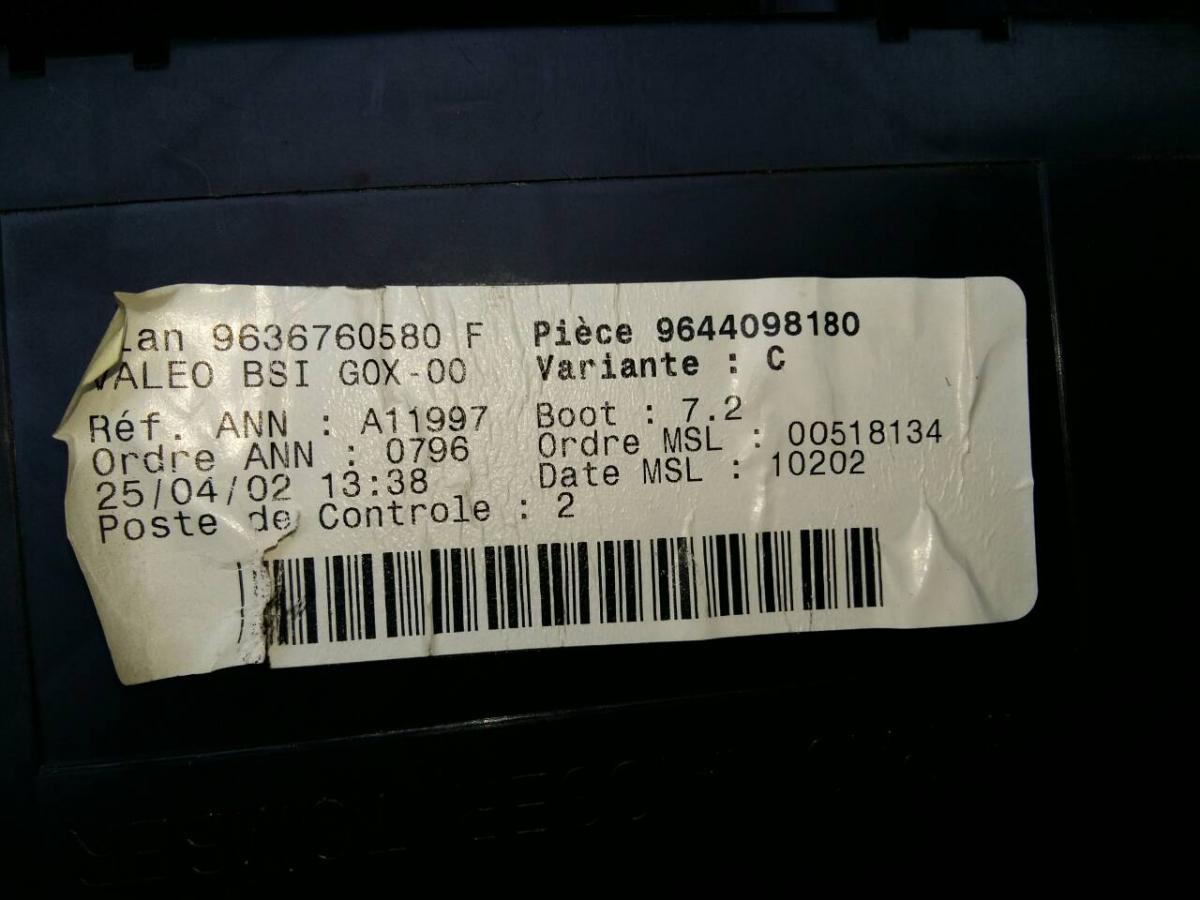 lan 9636760580 F Pièce 9644098180
VALEO BSI G0X-00 Variante : C
Réf. ANN : A11997 Boot : 7.2
Ordre ANN : 0796 Ordre MSL : 00518134
25/04/02 13:38 Date MSL : 10202
Poste de Controle : 2